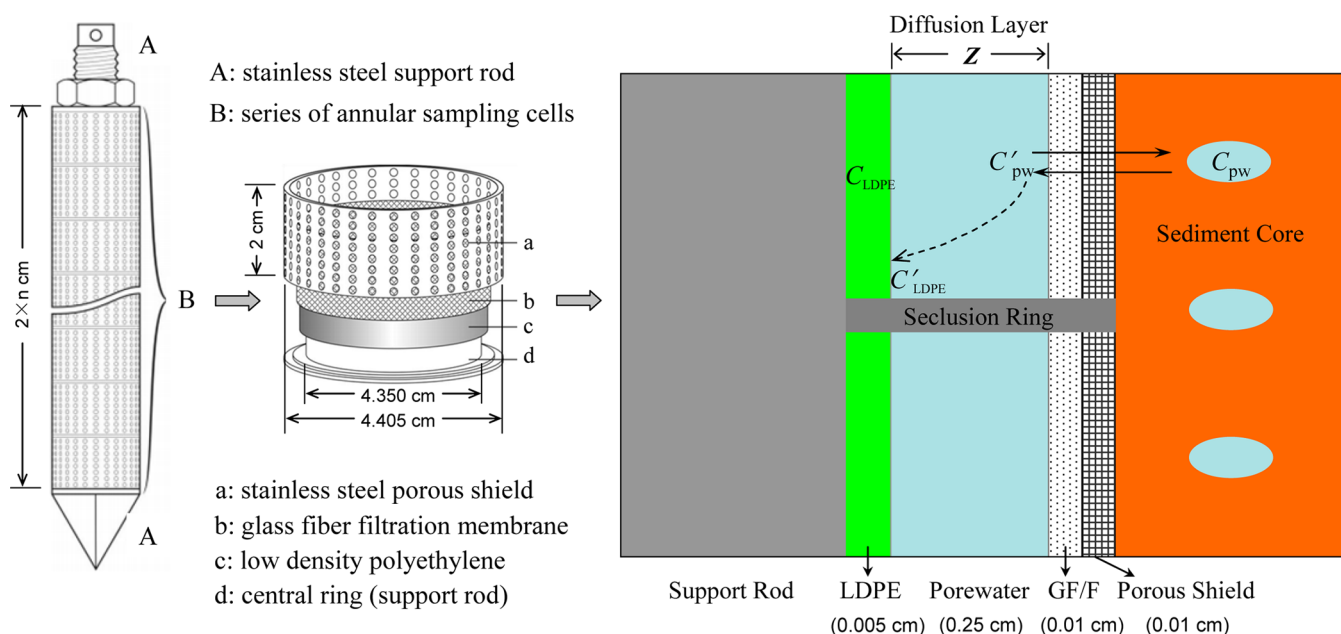 A
2×n cm
B
A
A: stainless steel support rod
B: series of annular sampling cells
2 cm
a
b
c
d
4.350 cm
4.405 cm
a: stainless steel porous shield
b: glass fiber filtration membrane
c: low density polyethylene
d: central ring (support rod)
Diffusion Layer
Z
C_LDPE
C′_pw
C_pw
Sediment Core
C′_LDPE
Seclusion Ring
Support Rod
LDPE
(0.005 cm)
Porewater
(0.25 cm)
GF/F
(0.01 cm)
Porous Shield
(0.01 cm)